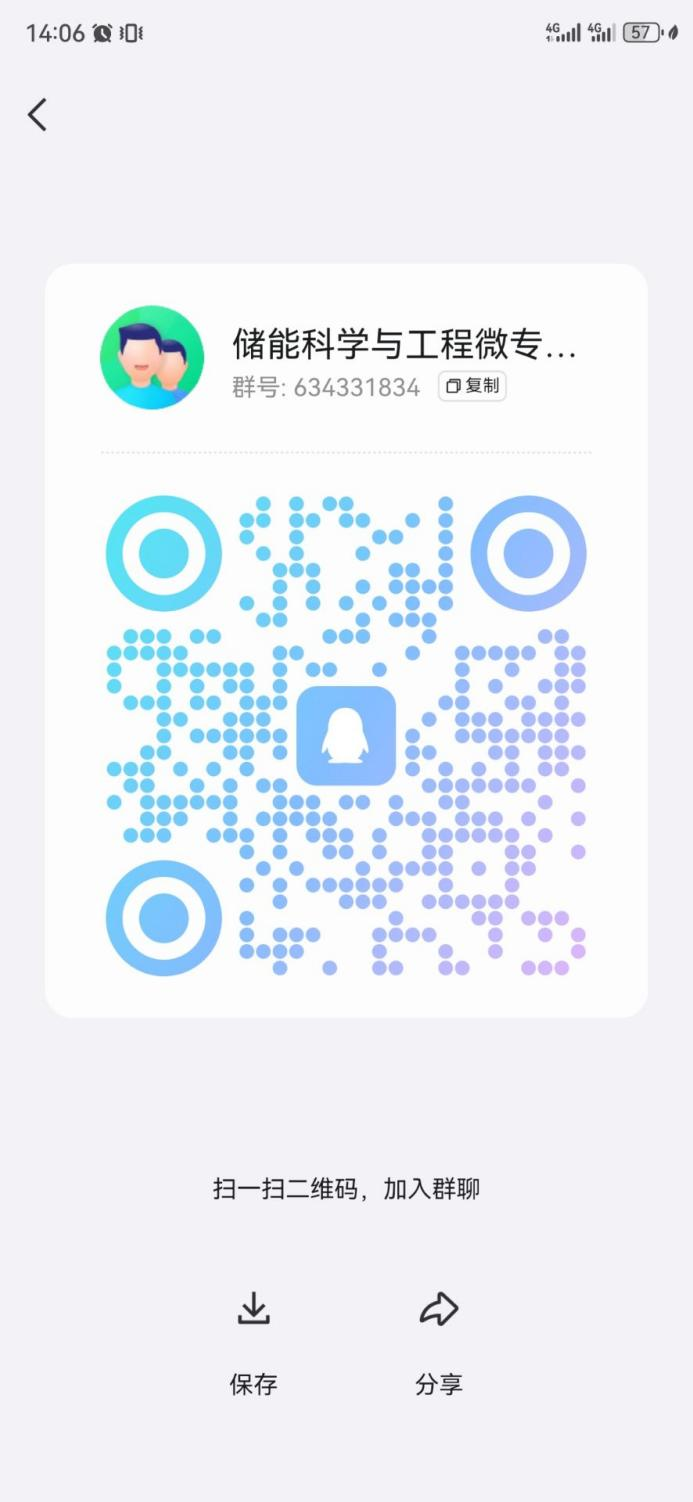 14:06
4G 4G 57
储能科学与工程微专...
群号: 634331834 复制
扫一扫二维码，加入群聊
保存 分享